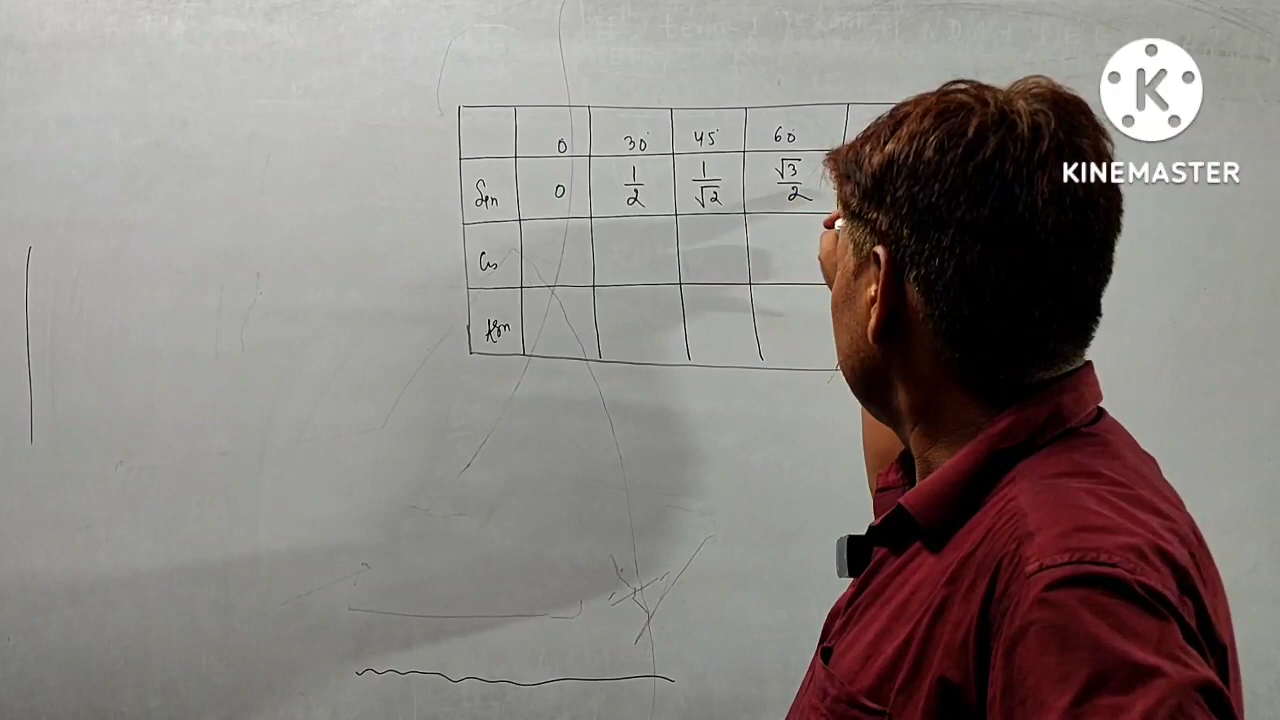 0 30° 45° 60°
Sin 0 1/2 1/√2 √3/2
Cos
tan
K
KINEMASTER